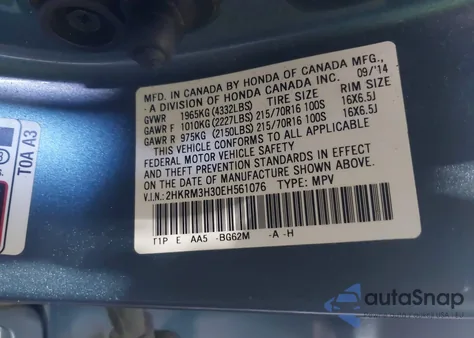 MFD. IN CANADA BY HONDA OF CANADA MFG.,
- A DIVISION OF HONDA CANADA INC. 09/'14
GVWR 1965KG(4332LBS) TIRE SIZE RIM SIZE
GAWR F 1010KG(2227LBS) 215/70R16 100S 16X6.5J
GAWR R 975KG(2150LBS) 215/70R16 100S 16X6.5J
THIS VEHICLE CONFORMS TO ALL APPLICABLE
FEDERAL MOTOR VEHICLE SAFETY
AND THEFT PREVENTION STANDARDS IN EFFECT
ON THE DATE OF MANUFACTURE SHOWN ABOVE.
V.I.N.: 2HKRM3H30EH561076 TYPE: MPV
T1P E AA5 -BG62M -A -H
T0A A3
autoSnap